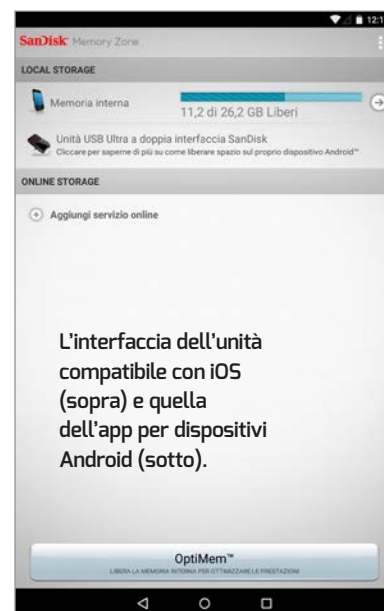 12:1
SanDisk Memory Zone
LOCAL STORAGE
Memoria interna
11,2 di 26,2 GB Liberi
Unità USB Ultra a doppia interfaccia SanDisk
Cliccare per saperne di più su come liberare spazio sul proprio dispositivo Android™
ONLINE STORAGE
Aggiungi servizio online
L'interfaccia dell'unità
compatibile con iOS
(sopra) e quella
dell'app per dispositivi
Android (sotto).
OptiMem™
LIBERA LA MEMORIA INTERNA PER OTTIMIZZARE LE PRESTAZIONI